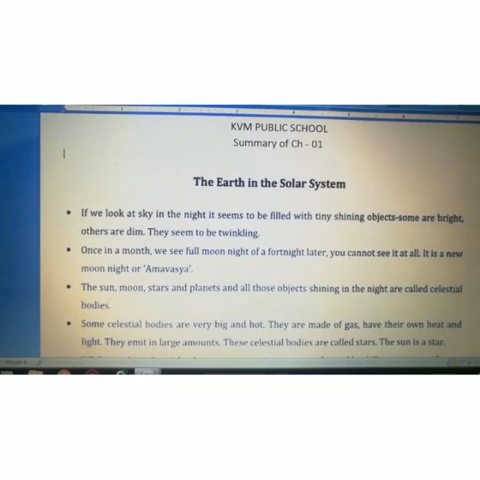 KVM PUBLIC SCHOOL
Summary of Ch - 01
The Earth in the Solar System
• If we look at sky in the night it seems to be filled with tiny shining objects-some are bright,
others are dim. They seem to be twinkling.
• Once in a month, we see full moon night of a fortnight later, you cannot see it at all. It is a new
moon night or 'Amavasya'.
• The sun, moon, stars and planets and all those objects shining in the night are called celestial
bodies.
• Some celestial bodies are very big and hot. They are made of gas, have their own heat and
light. They emit in large amounts. These celestial bodies are called stars. The sun is a star.